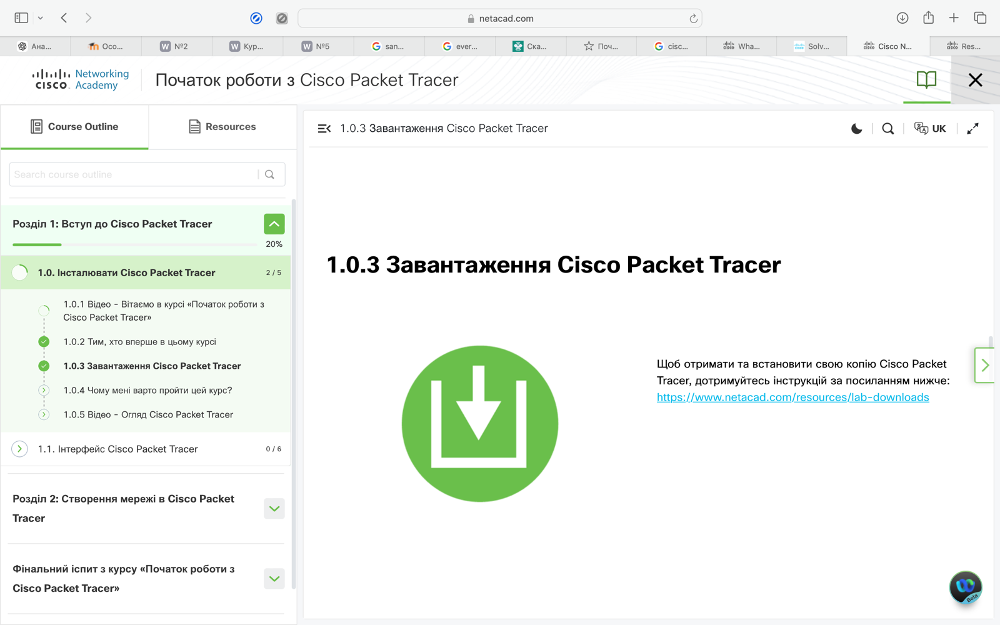 netacad.com
Ана...
Осо...
W №2
W Кур...
W №5
san...
ever...
Ска...
Поч...
cisc...
Wha...
Solv...
Cisco N...
Res...
cisco Networking Academy
Початок роботи з Cisco Packet Tracer
Course Outline
Resources
Search course outline
Розділ 1: Вступ до Cisco Packet Tracer
20%
1.0. Інсталювати Cisco Packet Tracer 2 / 5
1.0.1 Відео - Вітаємо в курсі «Початок роботи з
Cisco Packet Tracer»
1.0.2 Тим, хто вперше в цьому курсі
1.0.3 Завантаження Cisco Packet Tracer
1.0.4 Чому мені варто пройти цей курс?
1.0.5 Відео - Огляд Cisco Packet Tracer
1.1. Інтерфейс Cisco Packet Tracer 0 / 6
Розділ 2: Створення мережі в Cisco Packet
Tracer
Фінальний іспит з курсу «Початок роботи з
Cisco Packet Tracer»
1.0.3 Завантаження Cisco Packet Tracer
UK
1.0.3 Завантаження Cisco Packet Tracer
Щоб отримати та встановити свою копію Cisco Packet
Tracer, дотримуйтесь інструкцій за посиланням нижче:
https://www.netacad.com/resources/lab-downloads
Beta